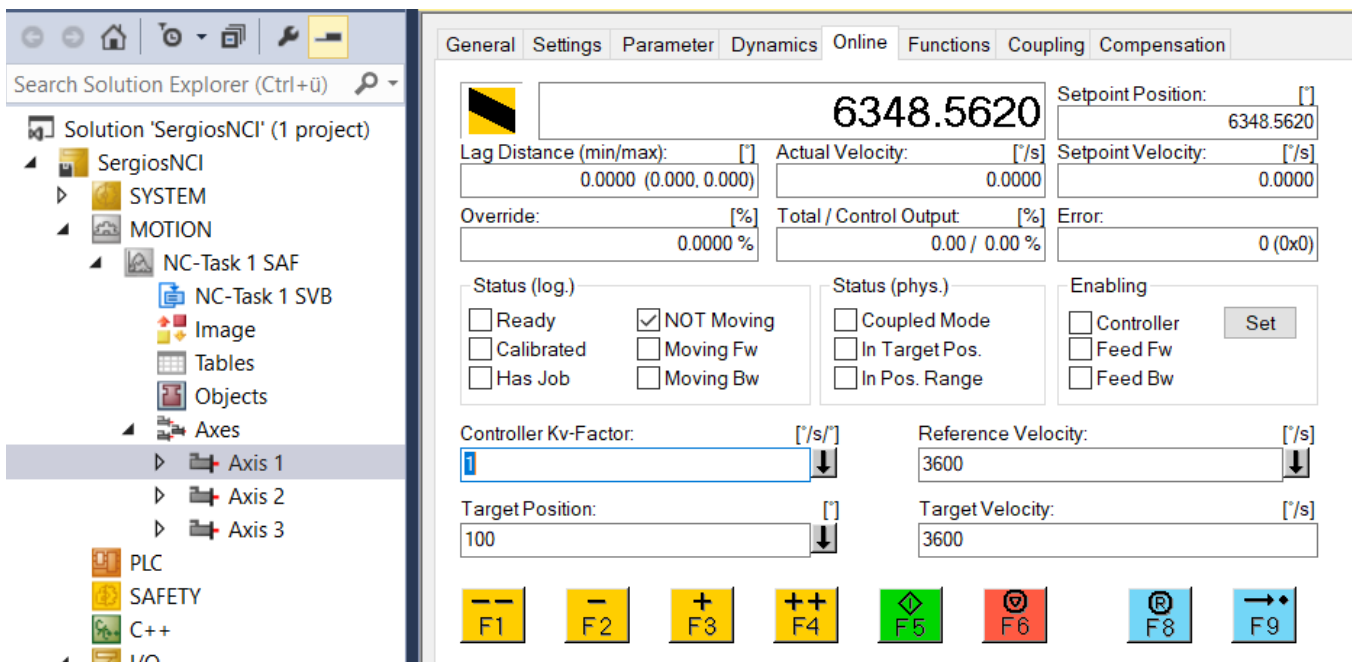 Search Solution Explorer (Ctrl+ü)
Solution 'SergiosNCI' (1 project)
SergiosNCI
SYSTEM
MOTION
NC-Task 1 SAF
NC-Task 1 SVB
Image
Tables
Objects
Axes
Axis 1
Axis 2
Axis 3
PLC
SAFETY
C++
I/O
General Settings Parameter Dynamics Online Functions Coupling Compensation
6348.5620
Setpoint Position: [°]
6348.5620
Lag Distance (min/max): [°] Actual Velocity: [°/s] Setpoint Velocity: [°/s]
0.0000 (0.000, 0.000) 0.0000 0.0000
Override: [%] Total / Control Output: [%] Error:
0.0000 % 0.00 / 0.00 % 0 (0x0)
Status (log.) Status (phys.) Enabling
Ready NOT Moving Coupled Mode Controller Set
Calibrated Moving Fw In Target Pos. Feed Fw
Has Job Moving Bw In Pos. Range Feed Bw
Controller Kv-Factor: [°/s/°] Reference Velocity: [°/s]
1 3600
Target Position: [°] Target Velocity: [°/s]
100 3600
-- - + ++ R
F1 F2 F3 F4 F5 F6 F8 F9